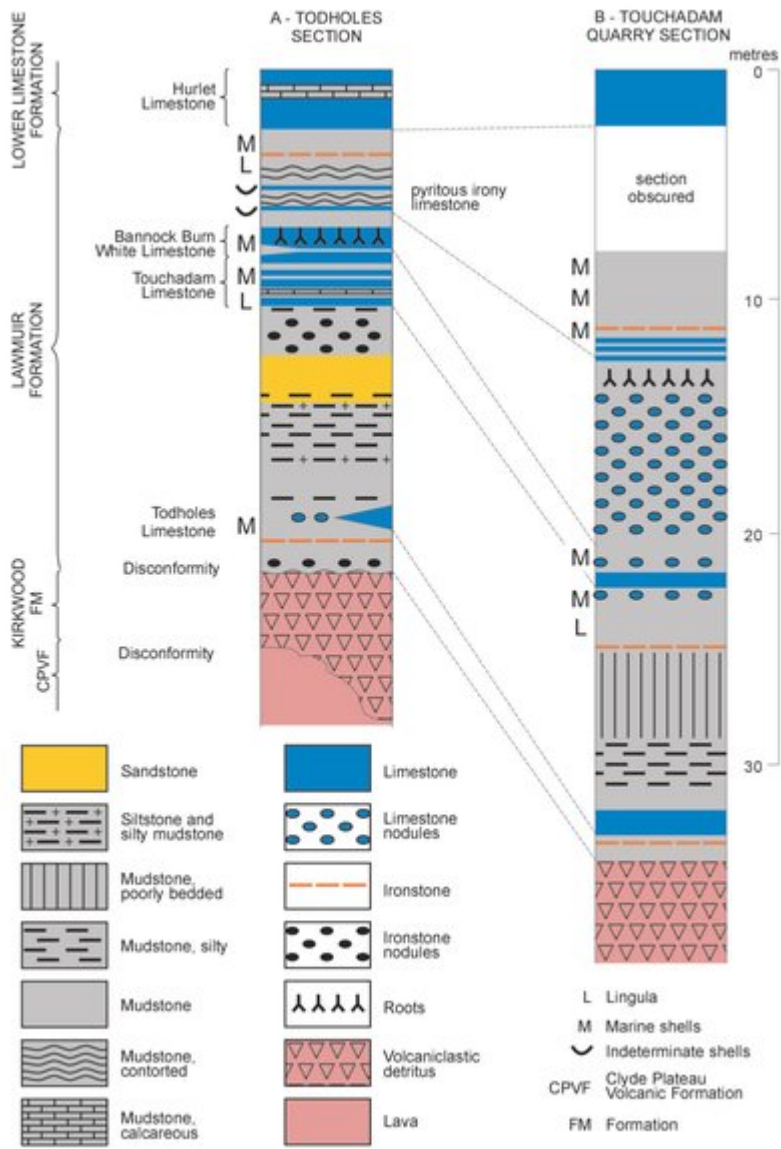 A - TODHOLES
SECTION
B - TOUCHADAM
QUARRY SECTION
metres
0
10
20
30
LOWER LIMESTONE
FORMATION
LAWMUIR
FORMATION
KIRKWOOD
FM
CPVF
Hurlet
Limestone
M
L
pyritous irony
limestone
Bannock Burn
White Limestone
M
Touchadam
Limestone
M
L
Todholes
Limestone
M
Disconformity
Disconformity
section
obscured
M
M
M
M
M
L
Sandstone
Siltstone and
silty mudstone
Mudstone,
poorly bedded
Mudstone, silty
Mudstone
Mudstone,
contorted
Mudstone,
calcareous
Limestone
Limestone
nodules
Ironstone
Ironstone
nodules
Roots
Volcaniclastic
detritus
Lava
L Lingula
M Marine shells
Indeterminate shells
CPVF Clyde Plateau
Volcanic Formation
FM Formation